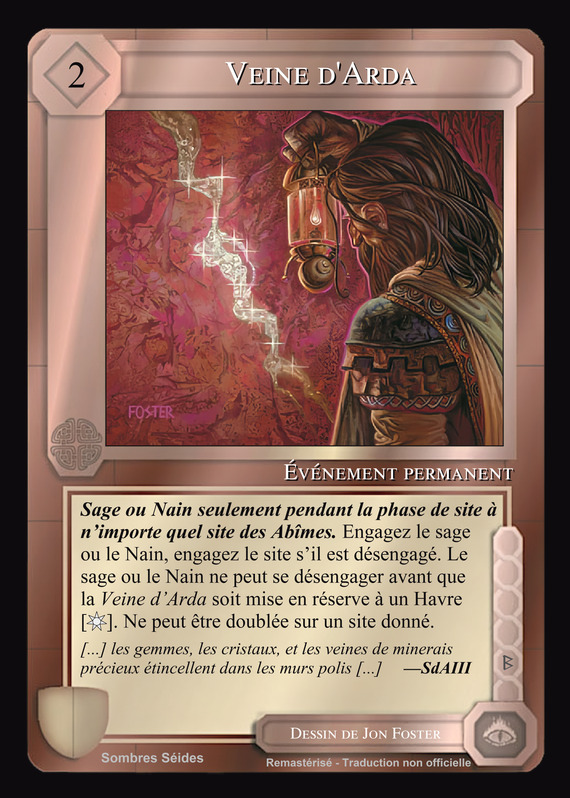 2
Veine d'Arda
FOSTER
Événement permanent
Sage ou Nain seulement pendant la phase de site à
n'importe quel site des Abîmes. Engagez le sage
ou le Nain, engagez le site s'il est désengagé. Le
sage ou le Nain ne peut se désengager avant que
la Veine d'Arda soit mise en réserve à un Havre
[☼]. Ne peut être doublée sur un site donné.
[...] les gemmes, les cristaux, et les veines de minerais
précieux étincellent dans les murs polis [...] —SdAIII
ᛒ
Dessin de Jon Foster
Sombres Séides
Remastérisé - Traduction non officielle